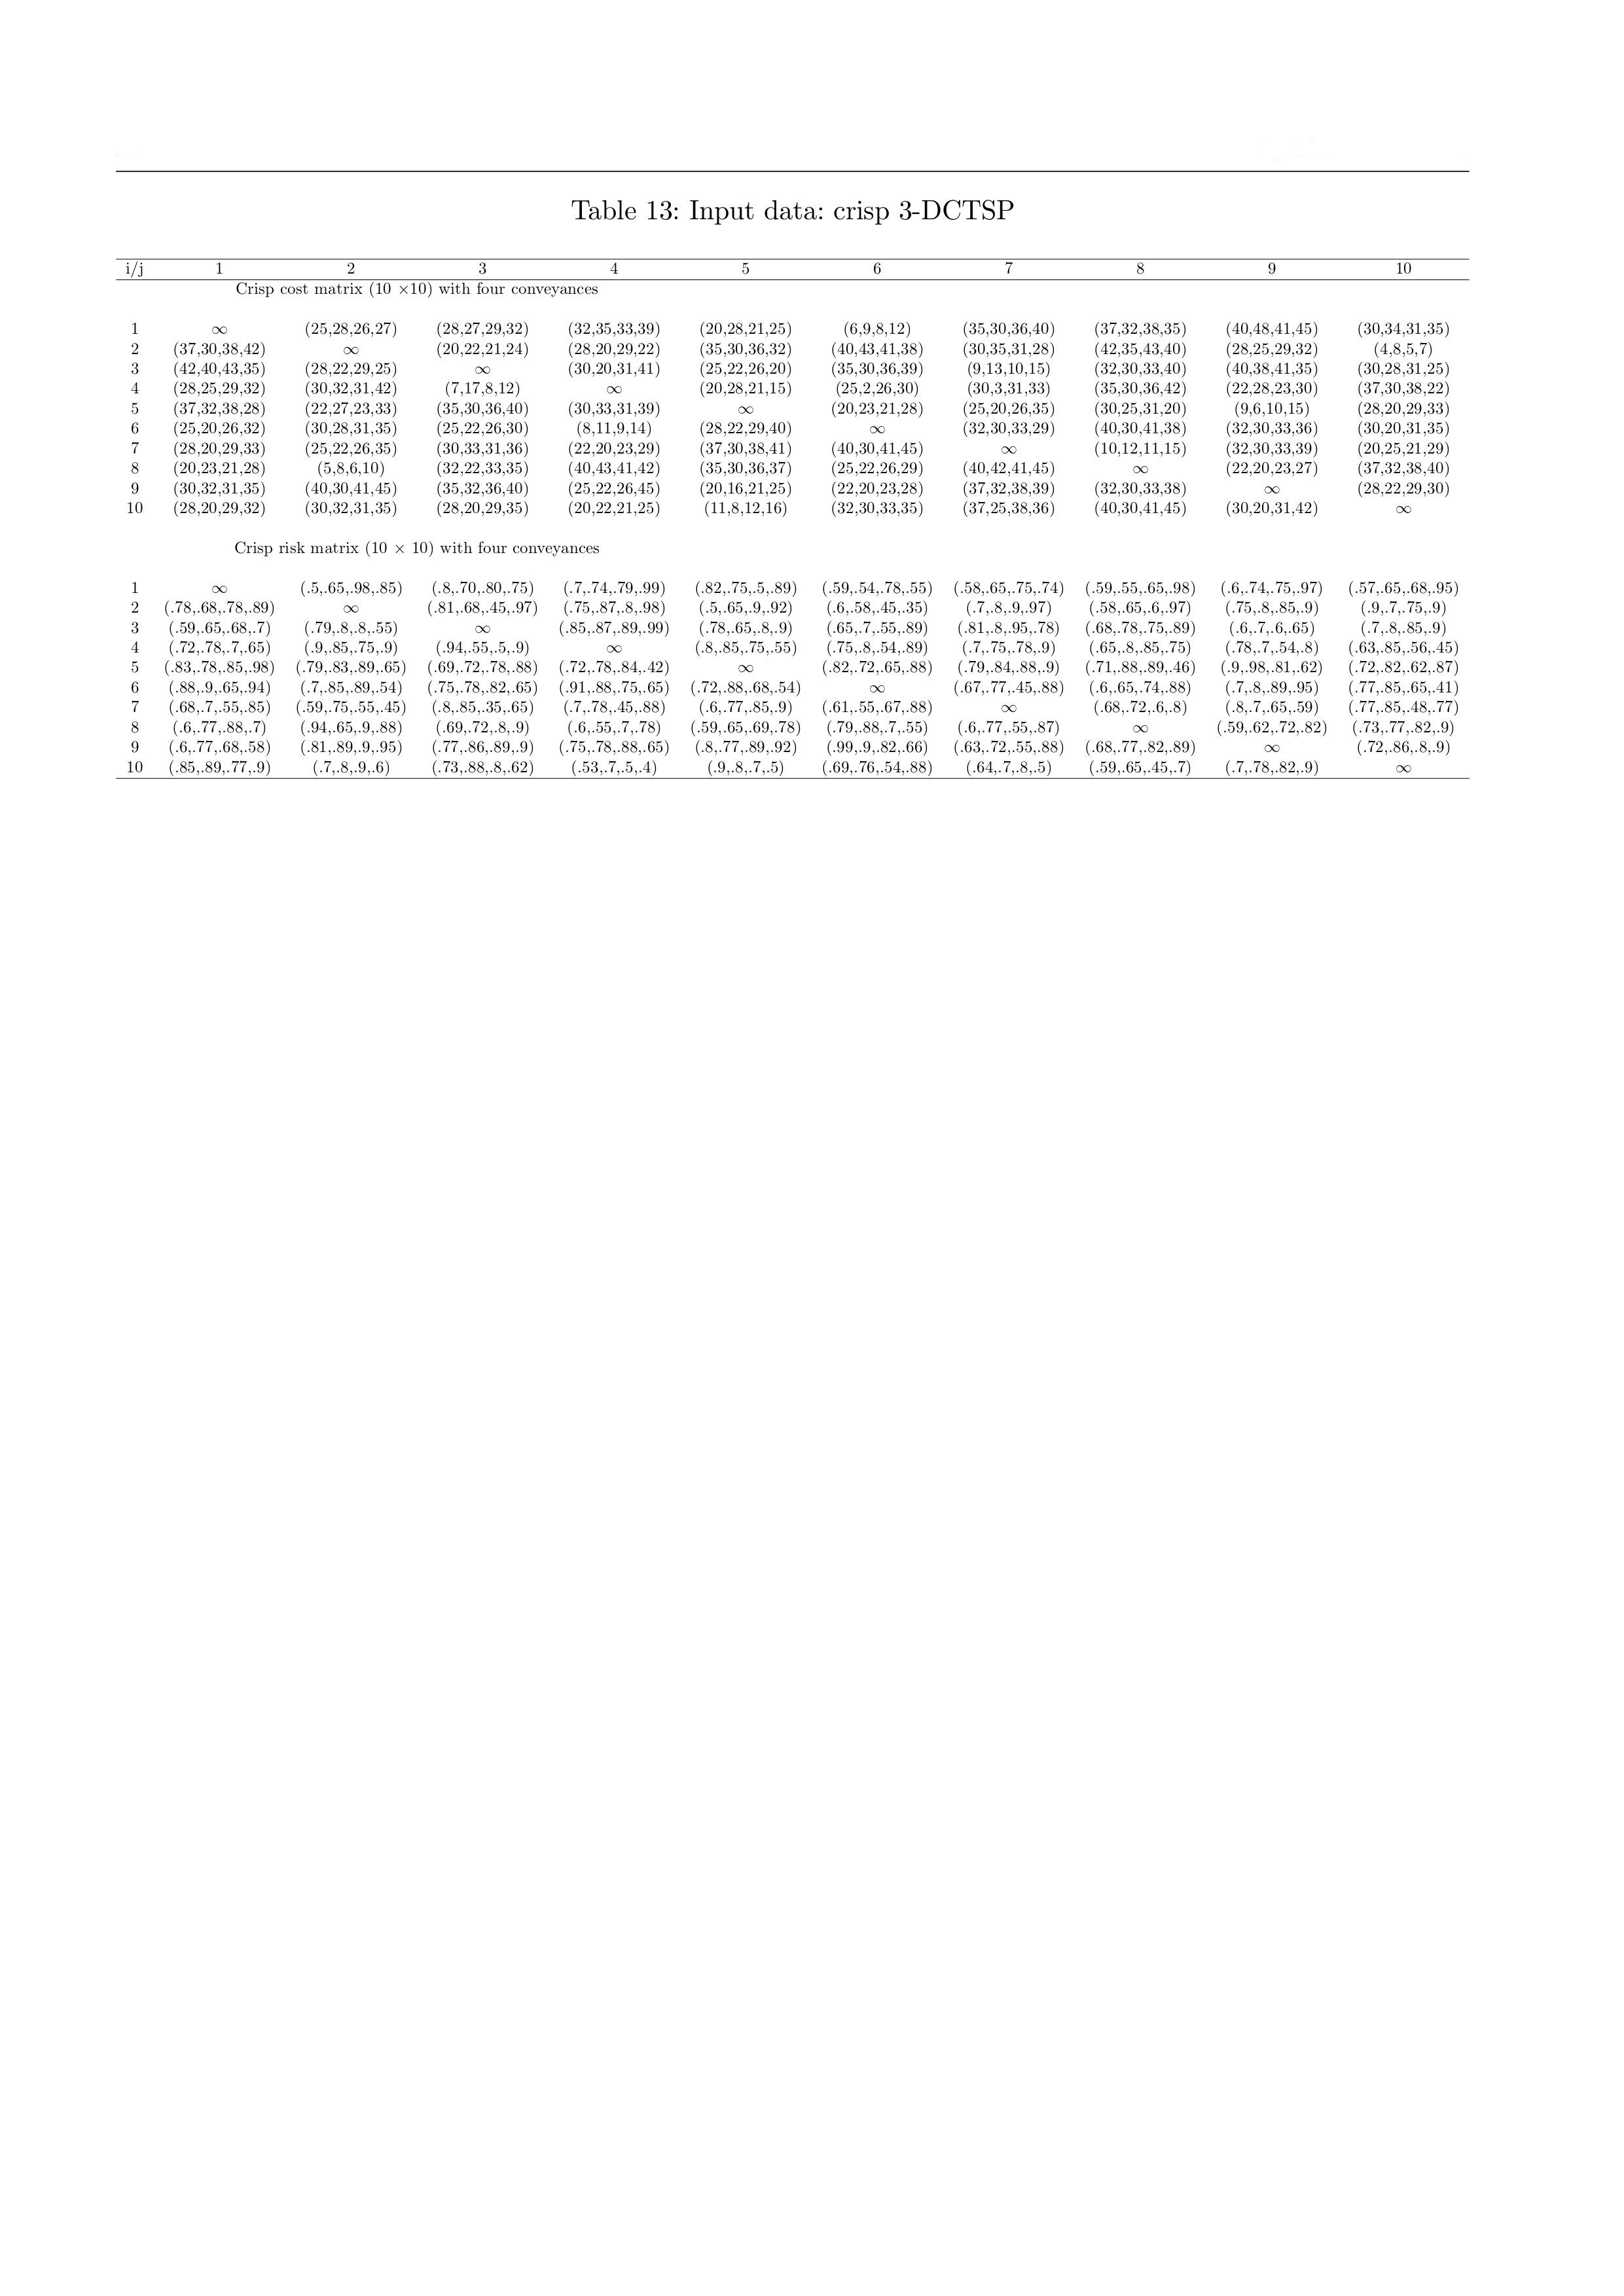 Table 13: Input data: crisp 3-DCTSP
i/j 1 2 3 4 5 6 7 8 9 10
Crisp cost matrix (10 ×10) with four conveyances
1 ∞ (25,28,26,27) (28,27,29,32) (32,35,33,39) (20,28,21,25) (6,9,8,12) (35,30,36,40) (37,32,38,35) (40,48,41,45) (30,34,31,35)
2 (37,30,38,42) ∞ (20,22,21,24) (28,20,29,22) (35,30,36,32) (40,43,41,38) (30,35,31,28) (42,35,43,40) (28,25,29,32) (4,8,5,7)
3 (42,40,43,35) (28,22,29,25) ∞ (30,20,31,41) (25,22,26,20) (35,30,36,39) (9,13,10,15) (32,30,33,40) (40,38,41,35) (30,28,31,25)
4 (28,25,29,32) (30,32,31,42) (7,17,8,12) ∞ (20,28,21,15) (25,2,26,30) (30,3,31,33) (35,30,36,42) (22,28,23,30) (37,30,38,22)
5 (37,32,38,28) (22,27,23,33) (35,30,36,40) (30,33,31,39) ∞ (20,23,21,28) (25,20,26,35) (30,25,31,20) (9,6,10,15) (28,20,29,33)
6 (25,20,26,32) (30,28,31,35) (25,22,26,30) (8,11,9,14) (28,22,29,40) ∞ (32,30,33,29) (40,30,41,38) (32,30,33,36) (30,20,31,35)
7 (28,20,29,33) (25,22,26,35) (30,33,31,36) (22,20,23,29) (37,30,38,41) (40,30,41,45) ∞ (10,12,11,15) (32,30,33,39) (20,25,21,29)
8 (20,23,21,28) (5,8,6,10) (32,22,33,35) (40,43,41,42) (35,30,36,37) (25,22,26,29) (40,42,41,45) ∞ (22,20,23,27) (37,32,38,40)
9 (30,32,31,35) (40,30,41,45) (35,32,36,40) (25,22,26,45) (20,16,21,25) (22,20,23,28) (37,32,38,39) (32,30,33,38) ∞ (28,22,29,30)
10 (28,20,29,32) (30,32,31,35) (28,20,29,35) (20,22,21,25) (11,8,12,16) (32,30,33,35) (37,25,38,36) (40,30,41,45) (30,20,31,42) ∞
Crisp risk matrix (10 × 10) with four conveyances
1 ∞ (.5,.65,.98,.85) (.8,.70,.80,.75) (.7,.74,.79,.99) (.82,.75,.5,.89) (.59,.54,.78,.55) (.58,.65,.75,.74) (.59,.55,.65,.98) (.6,.74,.75,.97) (.57,.65,.68,.95)
2 (.78,.68,.78,.89) ∞ (.81,.68,.45,.97) (.75,.87,.8,.98) (.5,.65,.9,.92) (.6,.58,.45,.35) (.7,.8,.9,.97) (.58,.65,.6,.97) (.75,.8,.85,.9) (.9,.7,.75,.9)
3 (.59,.65,.68,.7) (.79,.8,.8,.55) ∞ (.85,.87,.89,.99) (.78,.65,.8,.9) (.65,.7,.55,.89) (.81,.8,.95,.78) (.68,.78,.75,.89) (.6,.7,.6,.65) (.7,.8,.85,.9)
4 (.72,.78,.7,.65) (.9,.85,.75,.9) (.94,.55,.5,.9) ∞ (.8,.85,.75,.55) (.75,.8,.54,.89) (.7,.75,.78,.9) (.65,.8,.85,.75) (.78,.7,.54,.8) (.63,.85,.56,.45)
5 (.83,.78,.85,.98) (.79,.83,.89,.65) (.69,.72,.78,.88) (.72,.78,.84,.42) ∞ (.82,.72,.65,.88) (.79,.84,.88,.9) (.71,.88,.89,.46) (.9,.98,.81,.62) (.72,.82,.62,.87)
6 (.88,.9,.65,.94) (.7,.85,.89,.54) (.75,.78,.82,.65) (.91,.88,.75,.65) (.72,.88,.68,.54) ∞ (.67,.77,.45,.88) (.6,.65,.74,.88) (.7,.8,.89,.95) (.77,.85,.65,.41)
7 (.68,.7,.55,.85) (.59,.75,.55,.45) (.8,.85,.35,.65) (.7,.78,.45,.88) (.6,.77,.85,.9) (.61,.55,.67,.88) ∞ (.68,.72,.6,.8) (.8,.7,.65,.59) (.77,.85,.48,.77)
8 (.6,.77,.88,.7) (.94,.65,.9,.88) (.69,.72,.8,.9) (.6,.55,.7,.78) (.59,.65,.69,.78) (.79,.88,.7,.55) (.6,.77,.55,.87) ∞ (.59,.62,.72,.82) (.73,.77,.82,.9)
9 (.6,.77,.68,.58) (.81,.89,.9,.95) (.77,.86,.89,.9) (.75,.78,.88,.65) (.8,.77,.89,.92) (.99,.9,.82,.66) (.63,.72,.55,.88) (.68,.77,.82,.89) ∞ (.72,.86,.8,.9)
10 (.85,.89,.77,.9) (.7,.8,.9,.6) (.73,.88,.8,.62) (.53,.7,.5,.4) (.9,.8,.7,.5) (.69,.76,.54,.88) (.64,.7,.8,.5) (.59,.65,.45,.7) (.7,.78,.82,.9) ∞